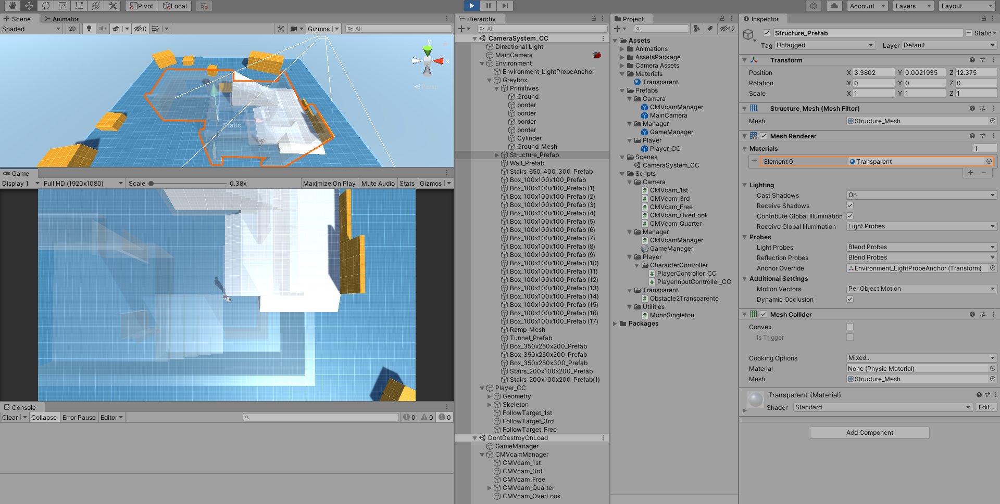 Pivot Local Account Layers Layout
Scene Animator
Shaded 2D 0 Gizmos All
y
x
Static
Game
Display 1 Full HD (1920x1080) Scale 0.38x Maximize On Play Mute Audio Stats Gizmos
Console
Clear Collapse Error Pause Editor 0 0 0
Hierarchy
All
CameraSystem_CC
Directional Light
MainCamera
Environment
Environment_LightProbeAnchor
Greybox
Primitives
Ground
border
border
border
border
Cylinder
Ground_Mesh
Structure_Prefab
Wall_Prefab
Stairs_650_400_300_Prefab
Box_100x100x100_Prefab
Box_100x100x100_Prefab (1)
Box_100x100x100_Prefab (2)
Box_100x100x100_Prefab (3)
Box_100x100x100_Prefab (4)
Box_100x100x100_Prefab (5)
Box_100x100x100_Prefab (6)
Box_100x100x100_Prefab (7)
Box_100x100x100_Prefab (8)
Box_100x100x100_Prefab (9)
Box_100x100x100_Prefab (10)
Box_100x100x100_Prefab (11)
Box_100x100x100_Prefab (12)
Box_100x100x100_Prefab (13)
Box_100x100x100_Prefab (14)
Box_100x100x100_Prefab (15)
Box_100x100x100_Prefab (16)
Box_100x100x100_Prefab (17)
Ramp_Mesh
Tunnel_Prefab
Box_350x250x200_Prefab
Box_350x250x200_Prefab
Box_350x250x300_Prefab
Stairs_200x100x200_Prefab
Stairs_200x100x200_Prefab(1)
Player_CC
Geometry
Skeleton
FollowTarget_1st
FollowTarget_3rd
FollowTarget_Free
DontDestroyOnLoad
GameManager
CMVcamManager
CMVcam_1st
CMVcam_3rd
CMVcam_Free
CMVcam_Quarter
CMVcam_OverLook
Project
12
Assets
Animations
AssetsPackage
Camera Assets
Materials
Transparent
Prefabs
Camera
CMVcamManager
MainCamera
Manager
GameManager
Player
Player_CC
Scenes
CameraSystem_CC
Scripts
Camera
CMVcam_1st
CMVcam_3rd
CMVcam_Free
CMVcam_OverLook
CMVcam_Quarter
Manager
CMVcamManager
GameManager
Player
CharacterController
PlayerController_CC
PlayerInputController_CC
Transparent
Obstacle2Transparente
Utilities
MonoSingleton
Packages
Inspector
Structure_Prefab Static
Tag Untagged Layer Default
Transform
Position X 3.3802 Y 0.0021935 Z 12.375
Rotation X 0 Y 0 Z 0
Scale X 1 Y 1 Z 1
Structure_Mesh (Mesh Filter)
Mesh Structure_Mesh
Mesh Renderer
Materials 1
Element 0 Transparent
Lighting
Cast Shadows On
Receive Shadows
Contribute Global Illumination
Receive Global Illumination Light Probes
Probes
Light Probes Blend Probes
Reflection Probes Blend Probes
Anchor Override Environment_LightProbeAnchor (Transform)
Additional Settings
Motion Vectors Per Object Motion
Dynamic Occlusion
Mesh Collider
Convex
Is Trigger
Cooking Options Mixed...
Material None (Physic Material)
Mesh Structure_Mesh
Transparent (Material)
Shader Standard Edit...
Add Component